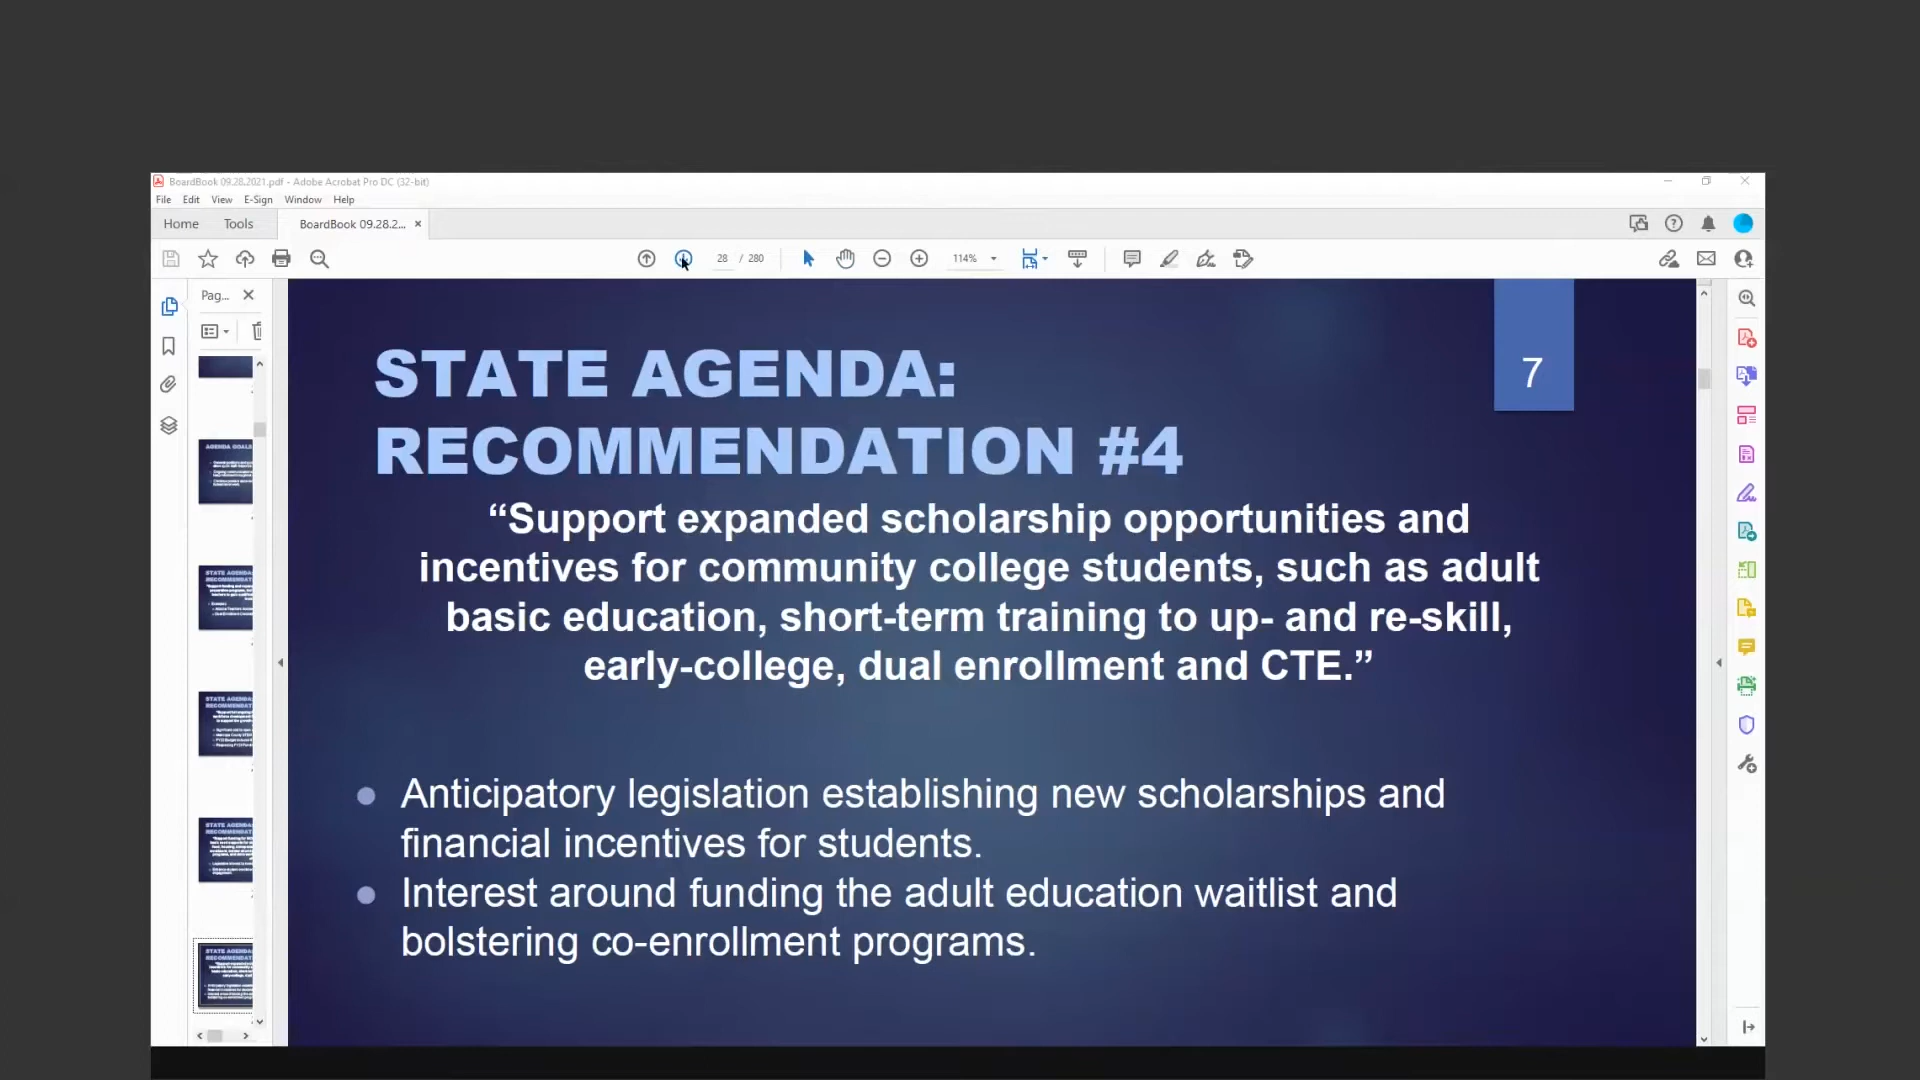 BoardBook 09.28.2021.pdf - Adobe Acrobat Pro DC (32-bit)
File Edit View E-Sign Window Help
Home Tools BoardBook 09.28.2...
28 / 280 114%
Pag...
AGENDA GOALS
STATE AGENDA:
RECOMMENDATION #4
7
“Support expanded scholarship opportunities and
incentives for community college students, such as adult
basic education, short-term training to up- and re-skill,
early-college, dual enrollment and CTE.”
Anticipatory legislation establishing new scholarships and
financial incentives for students.
Interest around funding the adult education waitlist and
bolstering co-enrollment programs.